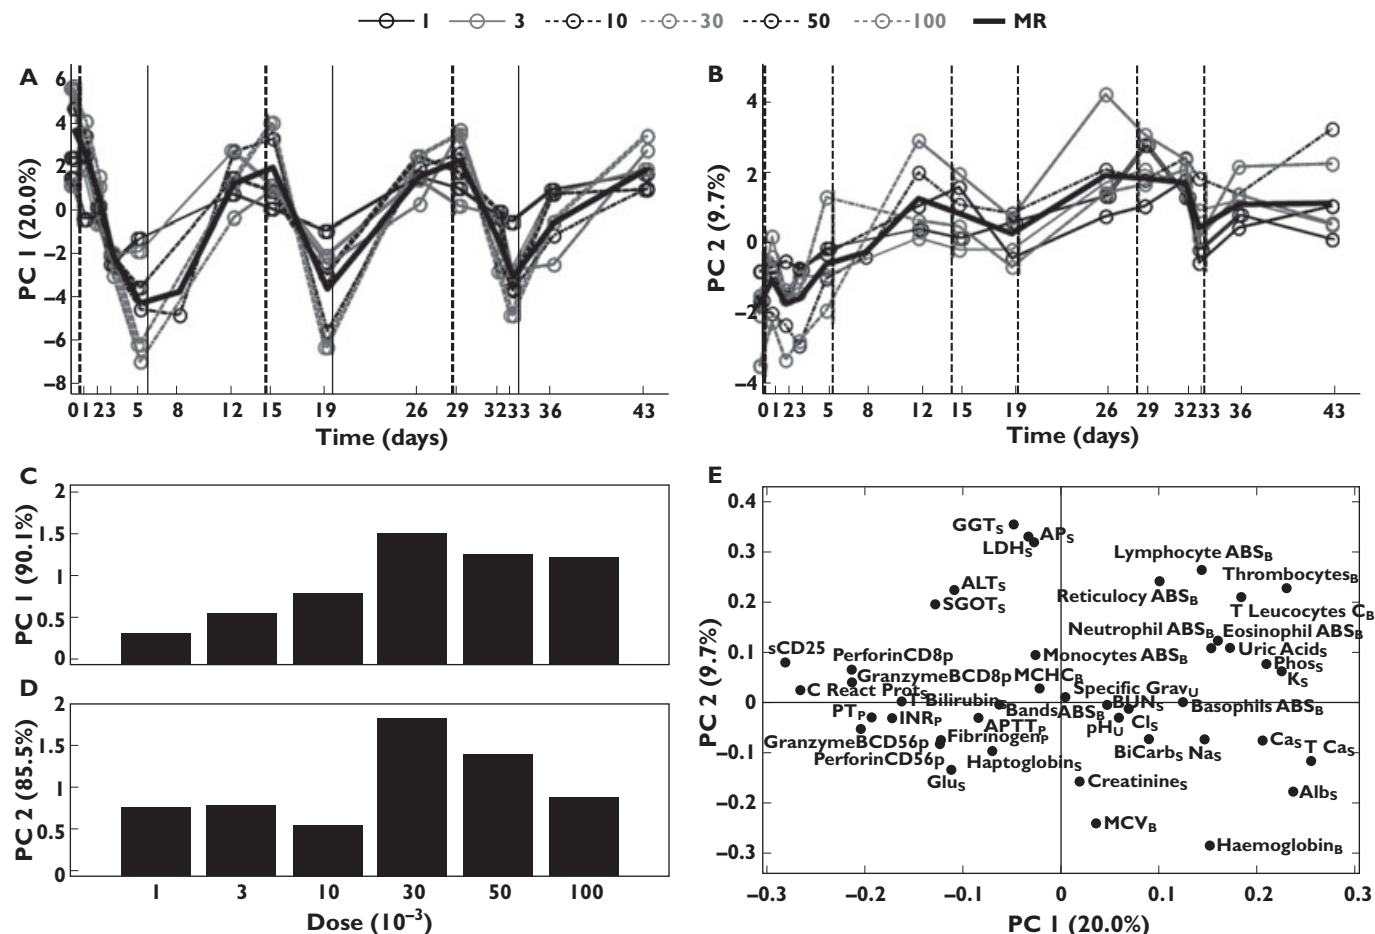 1 3 10 30 50 100 MR
A
PC 1 (20.0%)
6
4
2
0
−2
−4
−6
−8
0 1 2 3 5 8 12 15 19 26 29 32 33 36 43
Time (days)
B
PC 2 (9.7%)
4
2
0
−2
−4
0 1 2 3 5 8 12 15 19 26 29 32 33 36 43
Time (days)
C
PC 1 (90.1%)
2
1.5
1
0.5
0
D
PC 2 (85.5%)
2
1.5
1
0.5
0
1 3 10 30 50 100
Dose (10⁻³)
E
PC 2 (9.7%)
0.4
0.3
0.2
0.1
0
−0.1
−0.2
−0.3
GGTS
APS
LDHS
Lymphocyte ABSB
ALTS
ThrombocytesB
SGOTS
Reticulocy ABSB
T Leucocytes CB
Neutrophil ABSB
Eosinophil ABSB
sCD25
PerforinCD8p
Monocytes ABSB
Uric AcidS
GranzymeBCD8p
MCHCB
PhosS
KS
C React ProtS
T BilirubinS
Specific GravU
PTP
INRP
BandsABSB
BUNS
Basophils ABSB
APTTP
pHU
ClS
GranzymeBCD56p
FibrinogenP
PerforinCD56p
HaptoglobinS
BiCarbS
NaS
CaS
T CaS
GluS
CreatinineS
AlbS
MCVB
HaemoglobinB
−0.3 −0.2 −0.1 0 0.1 0.2 0.3
PC 1 (20.0%)